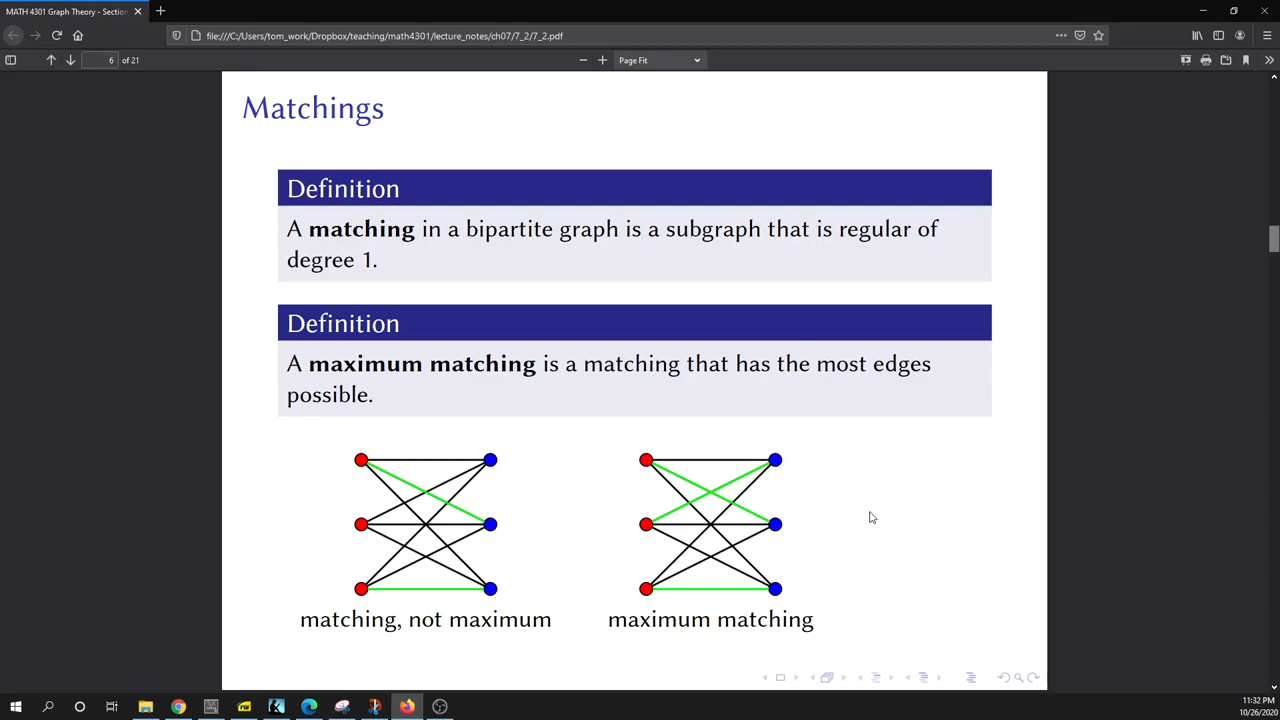 MATH 4301 Graph Theory - Section
file:///C:/Users/tom_work/Dropbox/teaching/math4301/lecture_notes/ch07/7_2/7_2.pdf
6 of 21
Page Fit
Matchings
Definition
A matching in a bipartite graph is a subgraph that is regular of
degree 1.
Definition
A maximum matching is a matching that has the most edges
possible.
matching, not maximum
maximum matching
11:32 PM
10/26/2020